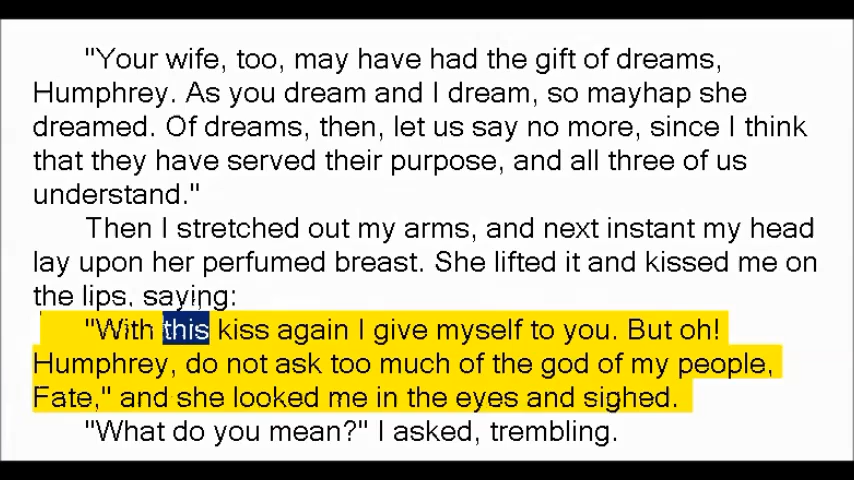 "Your wife, too, may have had the gift of dreams,
Humphrey. As you dream and I dream, so mayhap she
dreamed. Of dreams, then, let us say no more, since I think
that they have served their purpose, and all three of us
understand."
Then I stretched out my arms, and next instant my head
lay upon her perfumed breast. She lifted it and kissed me on
the lips, saying:
"With this kiss again I give myself to you. But oh!
Humphrey, do not ask too much of the god of my people,
Fate," and she looked me in the eyes and sighed.
"What do you mean?" I asked, trembling.